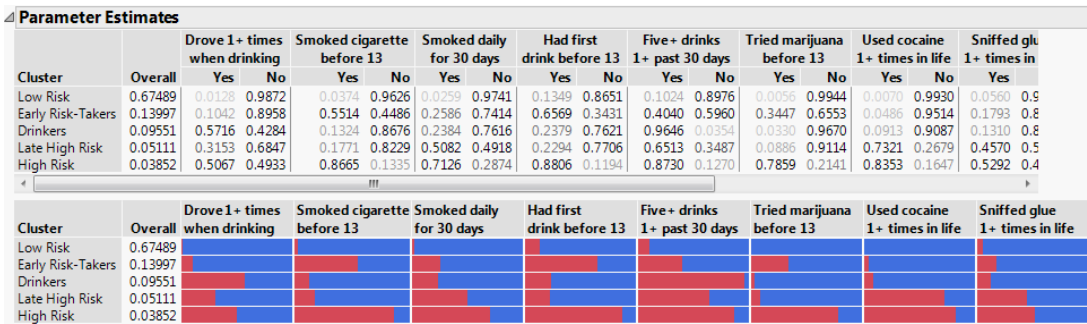 Parameter Estimates
Drove 1+ times Smoked cigarette Smoked daily Had first Five+ drinks Tried marijuana Used cocaine Sniffed glu
when drinking before 13 for 30 days drink before 13 1+ past 30 days before 13 1+ times in life 1+ times in
Cluster Overall Yes No Yes No Yes No Yes No Yes No Yes No Yes No Yes
Low Risk 0.67489 0.0128 0.9872 0.0374 0.9626 0.0259 0.9741 0.1349 0.8651 0.1024 0.8976 0.0056 0.9944 0.0070 0.9930 0.0560 0.9
Early Risk-Takers 0.13997 0.1042 0.8958 0.5514 0.4486 0.2586 0.7414 0.6569 0.3431 0.4040 0.5960 0.3447 0.6553 0.0486 0.9514 0.1793 0.8
Drinkers 0.09551 0.5716 0.4284 0.1324 0.8676 0.2384 0.7616 0.2379 0.7621 0.9646 0.0354 0.0330 0.9670 0.0913 0.9087 0.1310 0.8
Late High Risk 0.05111 0.3153 0.6847 0.1771 0.8229 0.5082 0.4918 0.2294 0.7706 0.6513 0.3487 0.0886 0.9114 0.7321 0.2679 0.4570 0.5
High Risk 0.03852 0.5067 0.4933 0.8665 0.1335 0.7126 0.2874 0.8806 0.1194 0.8730 0.1270 0.7859 0.2141 0.8353 0.1647 0.5292 0.4
Drove 1+ times Smoked cigarette Smoked daily Had first Five+ drinks Tried marijuana Used cocaine Sniffed glue
Cluster Overall when drinking before 13 for 30 days drink before 13 1+ past 30 days before 13 1+ times in life 1+ times in life
Low Risk 0.67489
Early Risk-Takers 0.13997
Drinkers 0.09551
Late High Risk 0.05111
High Risk 0.03852